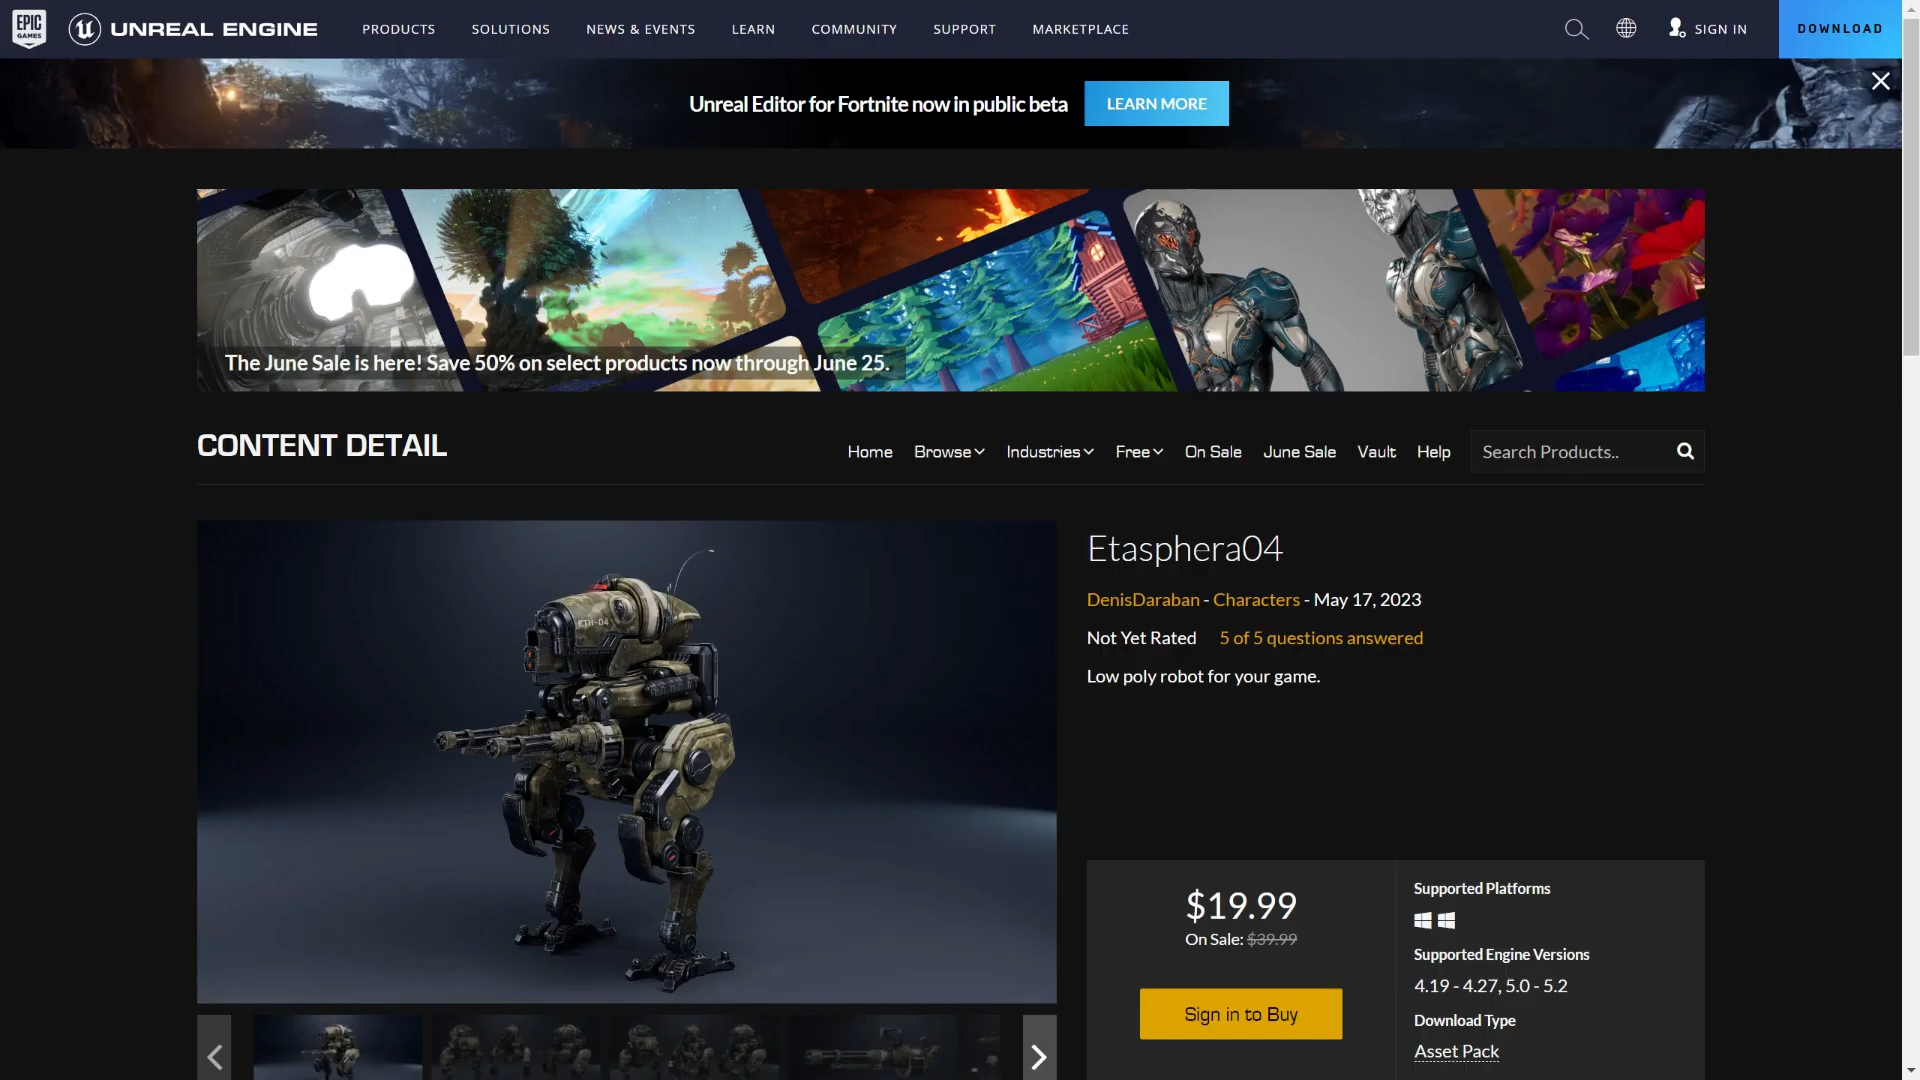 EPIC GAMES
UNREAL ENGINE
PRODUCTS
SOLUTIONS
NEWS & EVENTS
LEARN
COMMUNITY
SUPPORT
MARKETPLACE
SIGN IN
DOWNLOAD
Unreal Editor for Fortnite now in public beta
LEARN MORE
The June Sale is here! Save 50% on select products now through June 25.
CONTENT DETAIL
Home
Browse
Industries
Free
On Sale
June Sale
Vault
Help
Search Products..
ETH-04
Etasphera04
DenisDaraban - Characters - May 17, 2023
Not Yet Rated
5 of 5 questions answered
Low poly robot for your game.
$19.99
On Sale: $39.99
Sign in to Buy
Supported Platforms
Supported Engine Versions
4.19 - 4.27, 5.0 - 5.2
Download Type
Asset Pack